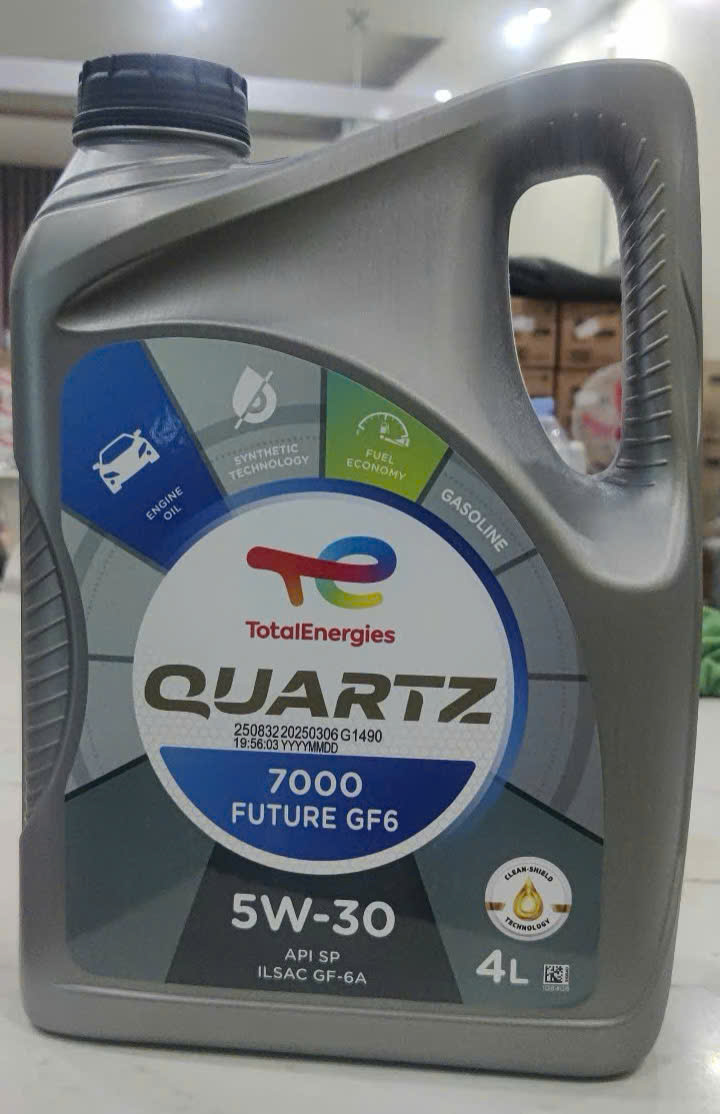 ENGINE
OIL
SYNTHETIC
TECHNOLOGY
FUEL
ECONOMY
GASOLINE
TotalEnergies
QUARTZ
250832 20250306 G1490
19:56:03 YYYYMMDD
7000
FUTURE GF6
5W-30
API SP
ILSAC GF-6A
CLEAN-SHIELD
TECHNOLOGY
4L